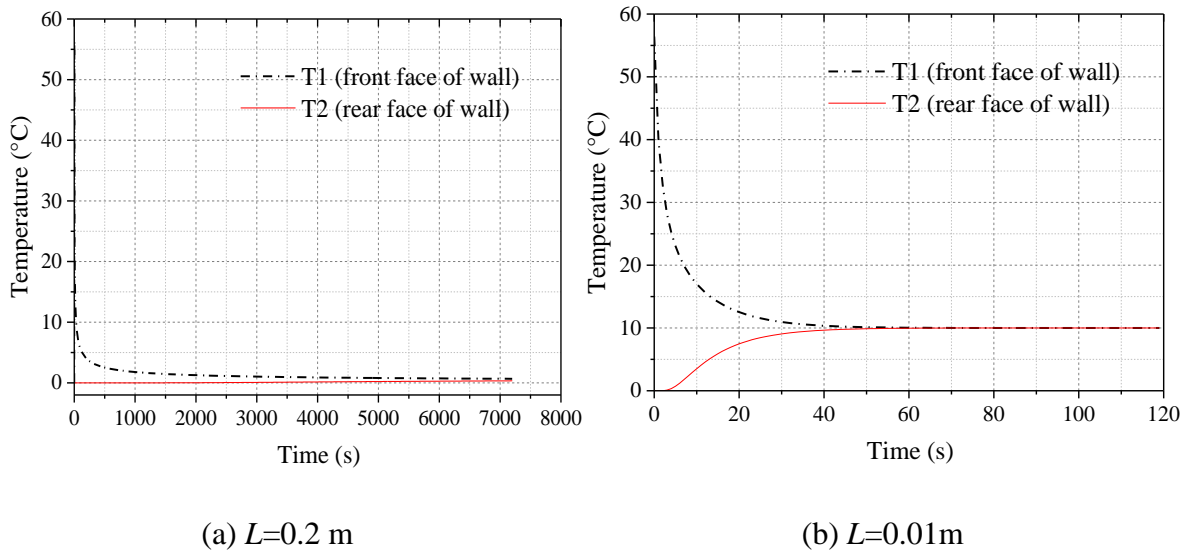 60
50
40
30
20
10
0
Temperature (°C)
T1 (front face of wall)
T2 (rear face of wall)
0 1000 2000 3000 4000 5000 6000 7000 8000
Time (s)
(a) L=0.2 m
60
50
40
30
20
10
0
Temperature (°C)
T1 (front face of wall)
T2 (rear face of wall)
0 20 40 60 80 100 120
Time (s)
(b) L=0.01m